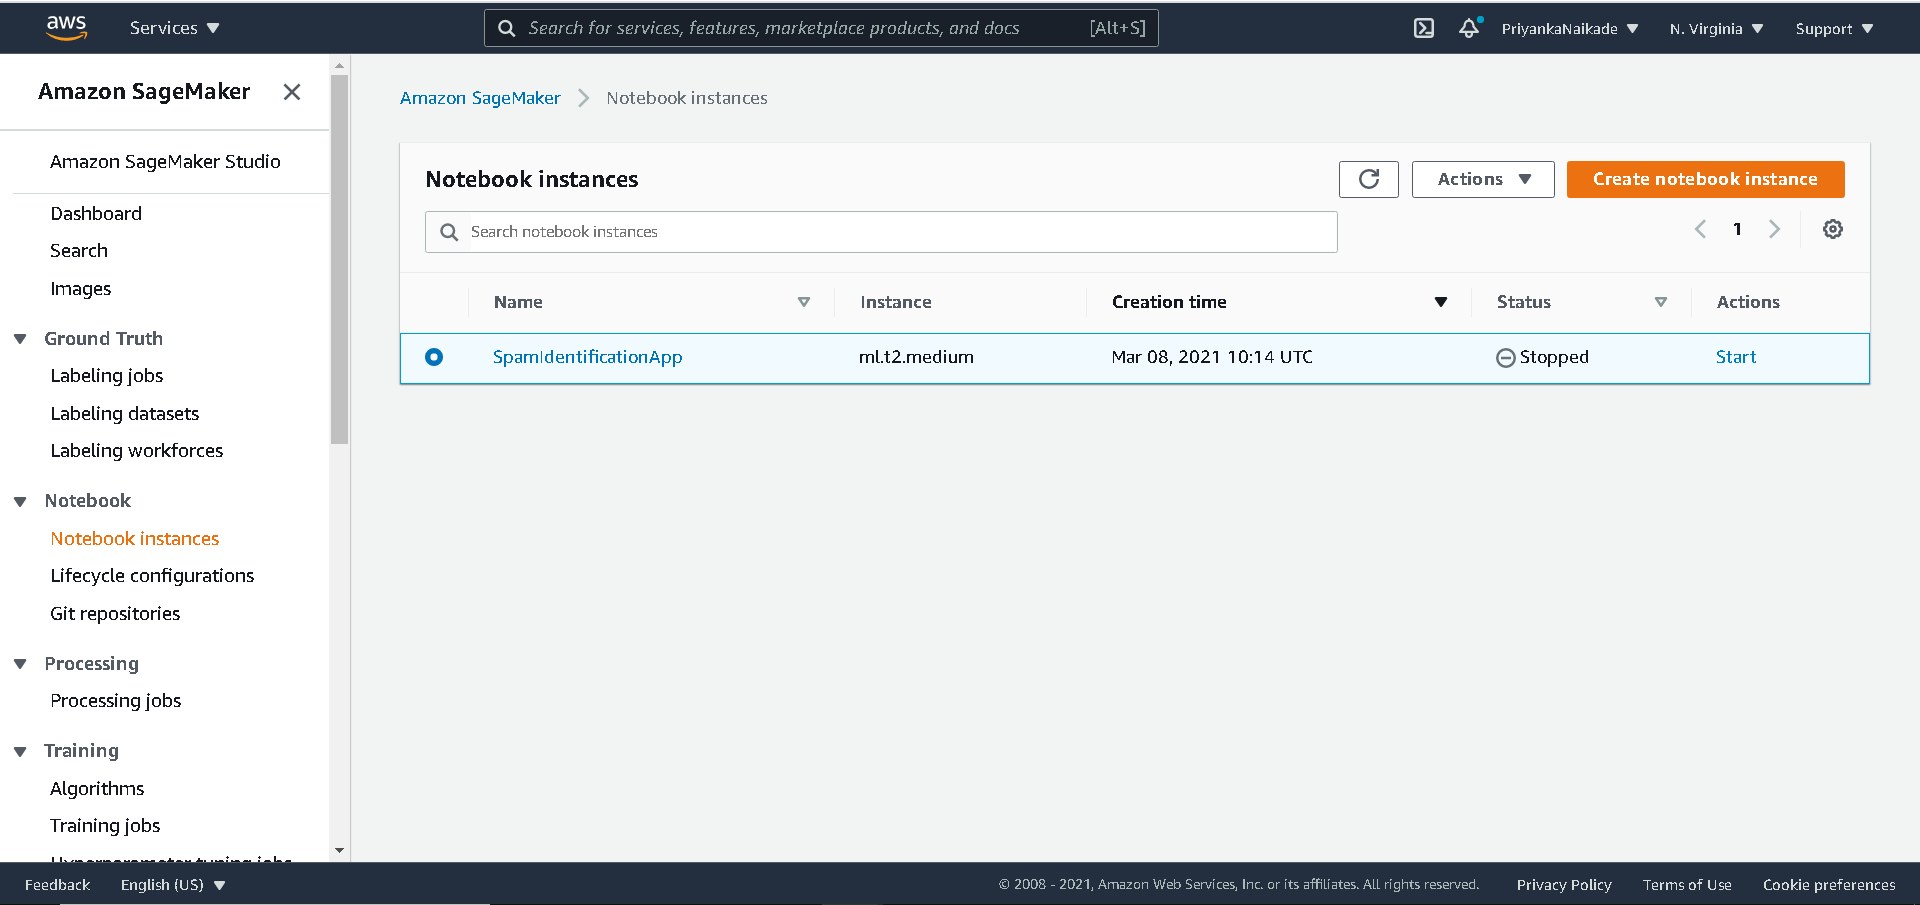 aws
Services
Search for services, features, marketplace products, and docs [Alt+S]
PriyankaNaikade
N. Virginia
Support
Amazon SageMaker
Amazon SageMaker Studio
Dashboard
Search
Images
Ground Truth
Labeling jobs
Labeling datasets
Labeling workforces
Notebook
Notebook instances
Lifecycle configurations
Git repositories
Processing
Processing jobs
Training
Algorithms
Training jobs
Hyperparameter tuning jobs
Amazon SageMaker
Notebook instances
Notebook instances
Actions
Create notebook instance
Search notebook instances
1
Name Instance Creation time Status Actions
SpamIdentificationApp ml.t2.medium Mar 08, 2021 10:14 UTC Stopped Start
Feedback English (US) © 2008 - 2021, Amazon Web Services, Inc. or its affiliates. All rights reserved. Privacy Policy Terms of Use Cookie preferences